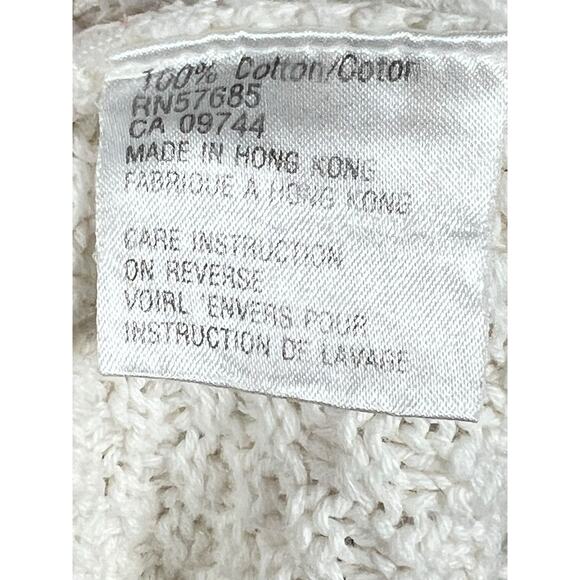 100% Cotton/Coton
RN57685
CA 09744
MADE IN HONG KONG
FABRIQUE A HONG KONG
CARE INSTRUCTION
ON REVERSE
VOIRL 'ENVERS POUR
INSTRUCTION DE LAVAGE